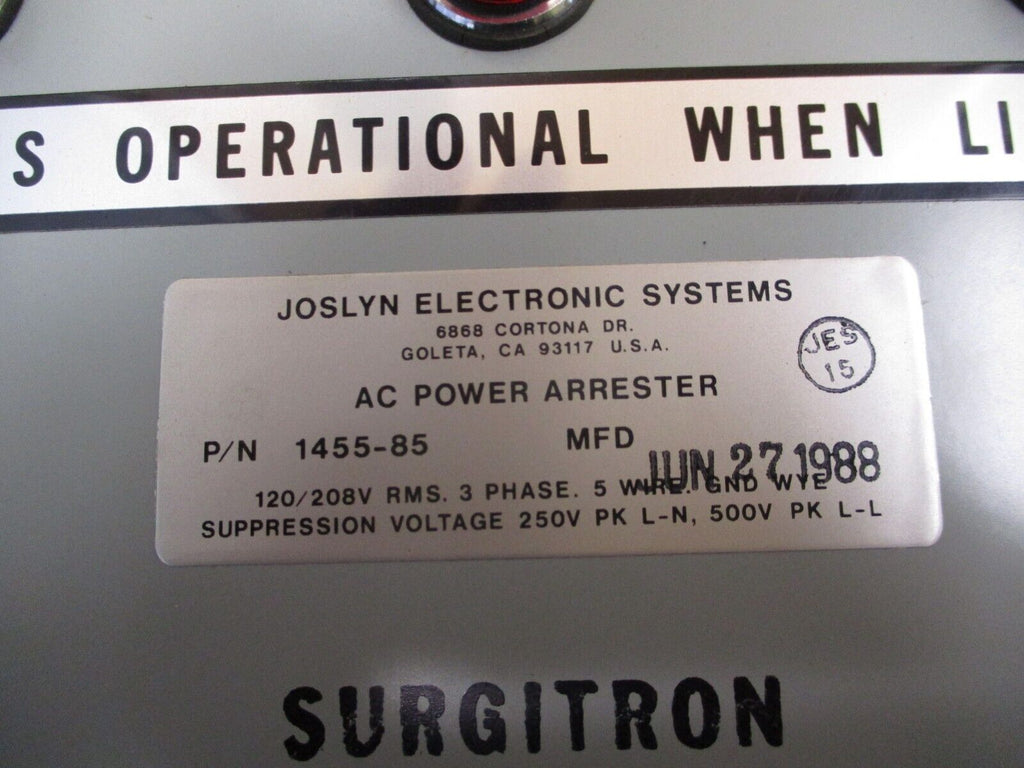 S OPERATIONAL WHEN LI
JOSLYN ELECTRONIC SYSTEMS
6868 CORTONA DR.
GOLETA, CA 93117 U.S.A.
JES
15
AC POWER ARRESTER
P/N 1455-85 MFD JUN 27 1988
120/208V RMS. 3 PHASE. 5 WIRE. GND WYE
SUPPRESSION VOLTAGE 250V PK L-N, 500V PK L-L
SURGITRON